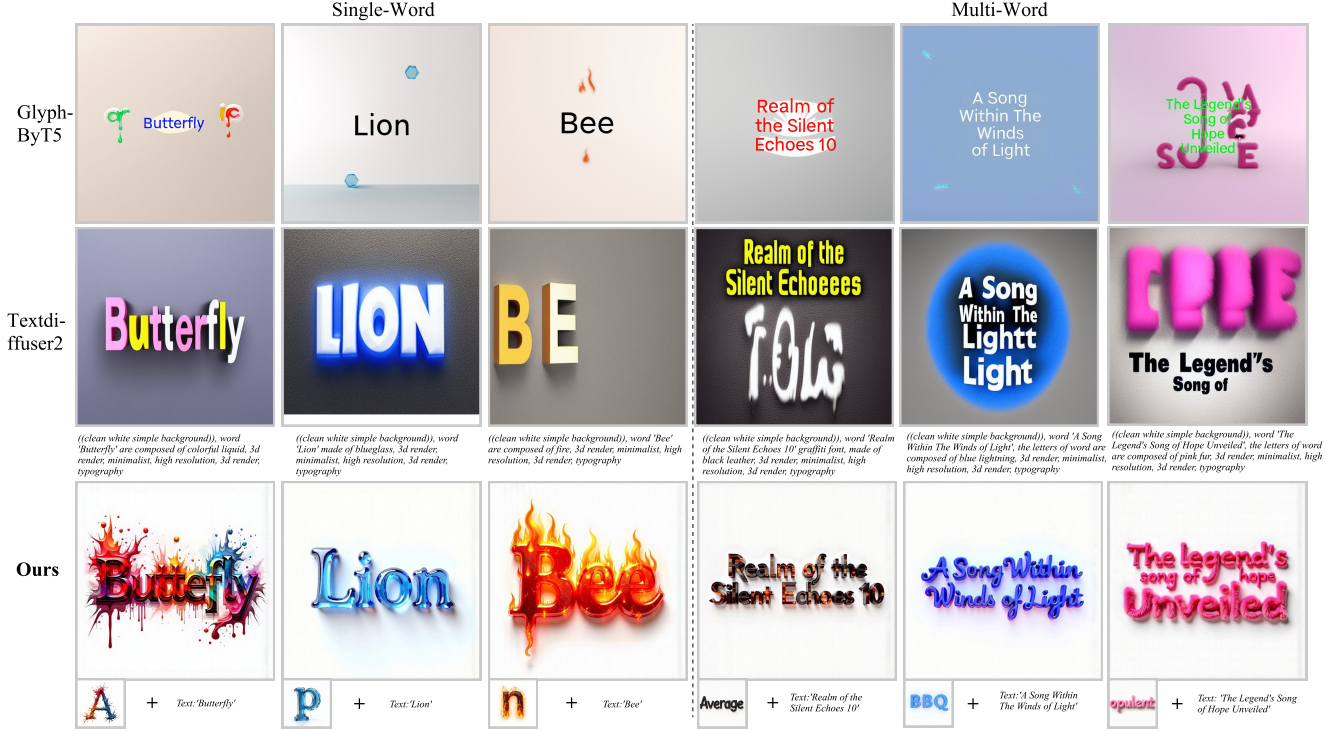 Single-Word
Multi-Word
Glyph-
ByT5
Butterfly
Lion
Bee
Realm of
the Silent
Echoes 10
A Song
Within The
Winds
of Light
The Legend's
Song of
Hope
Unveiled
SO E
Textdi-
ffuser2
Butterfly
LION
BE
Realm of the
Silent Echoeees
A Song
Within The
Lightt
Light
The Legend”s
Song of
((clean white simple background)), word
'Butterfly' are composed of colorful liquid, 3d
render, minimalist, high resolution, 3d render,
typography
((clean white simple background)), word
'Lion' made of blueglass, 3d render,
minimalist, high resolution, 3d render,
typography
((clean white simple background)), word 'Bee'
are composed of fire, 3d render, minimalist, high
resolution, 3d render, typography
((clean white simple background)), word 'Realm
of the Silent Echoes 10' graffiti font, made of
black leather, 3d render, minimalist, high
resolution, 3d render, typography
((clean white simple background)), word 'A Song
Within The Winds of Light', the letters of word are
composed of blue lightning, 3d render, minimalist,
high resolution, 3d render, typography
((clean white simple background)), word 'The
Legend's Song of Hope Unveiled', the letters of word
are composed of pink fur, 3d render, minimalist, high
resolution, 3d render, typography
Ours
Buttefly
Lion
Bee
Realm of the
Silent Echoes 10
A Song Within
Winds of Light
The legend's
song of hope
Unveiled
A
+
Text:'Butterfly'
p
+
Text:'Lion'
n
+
Text:'Bee'
Average
+
Text:'Realm of the
Silent Echoes 10'
BBQ
+
Text:'A Song Within
The Winds of Light'
opulent
+
Text: 'The Legend's Song
of Hope Unveiled'